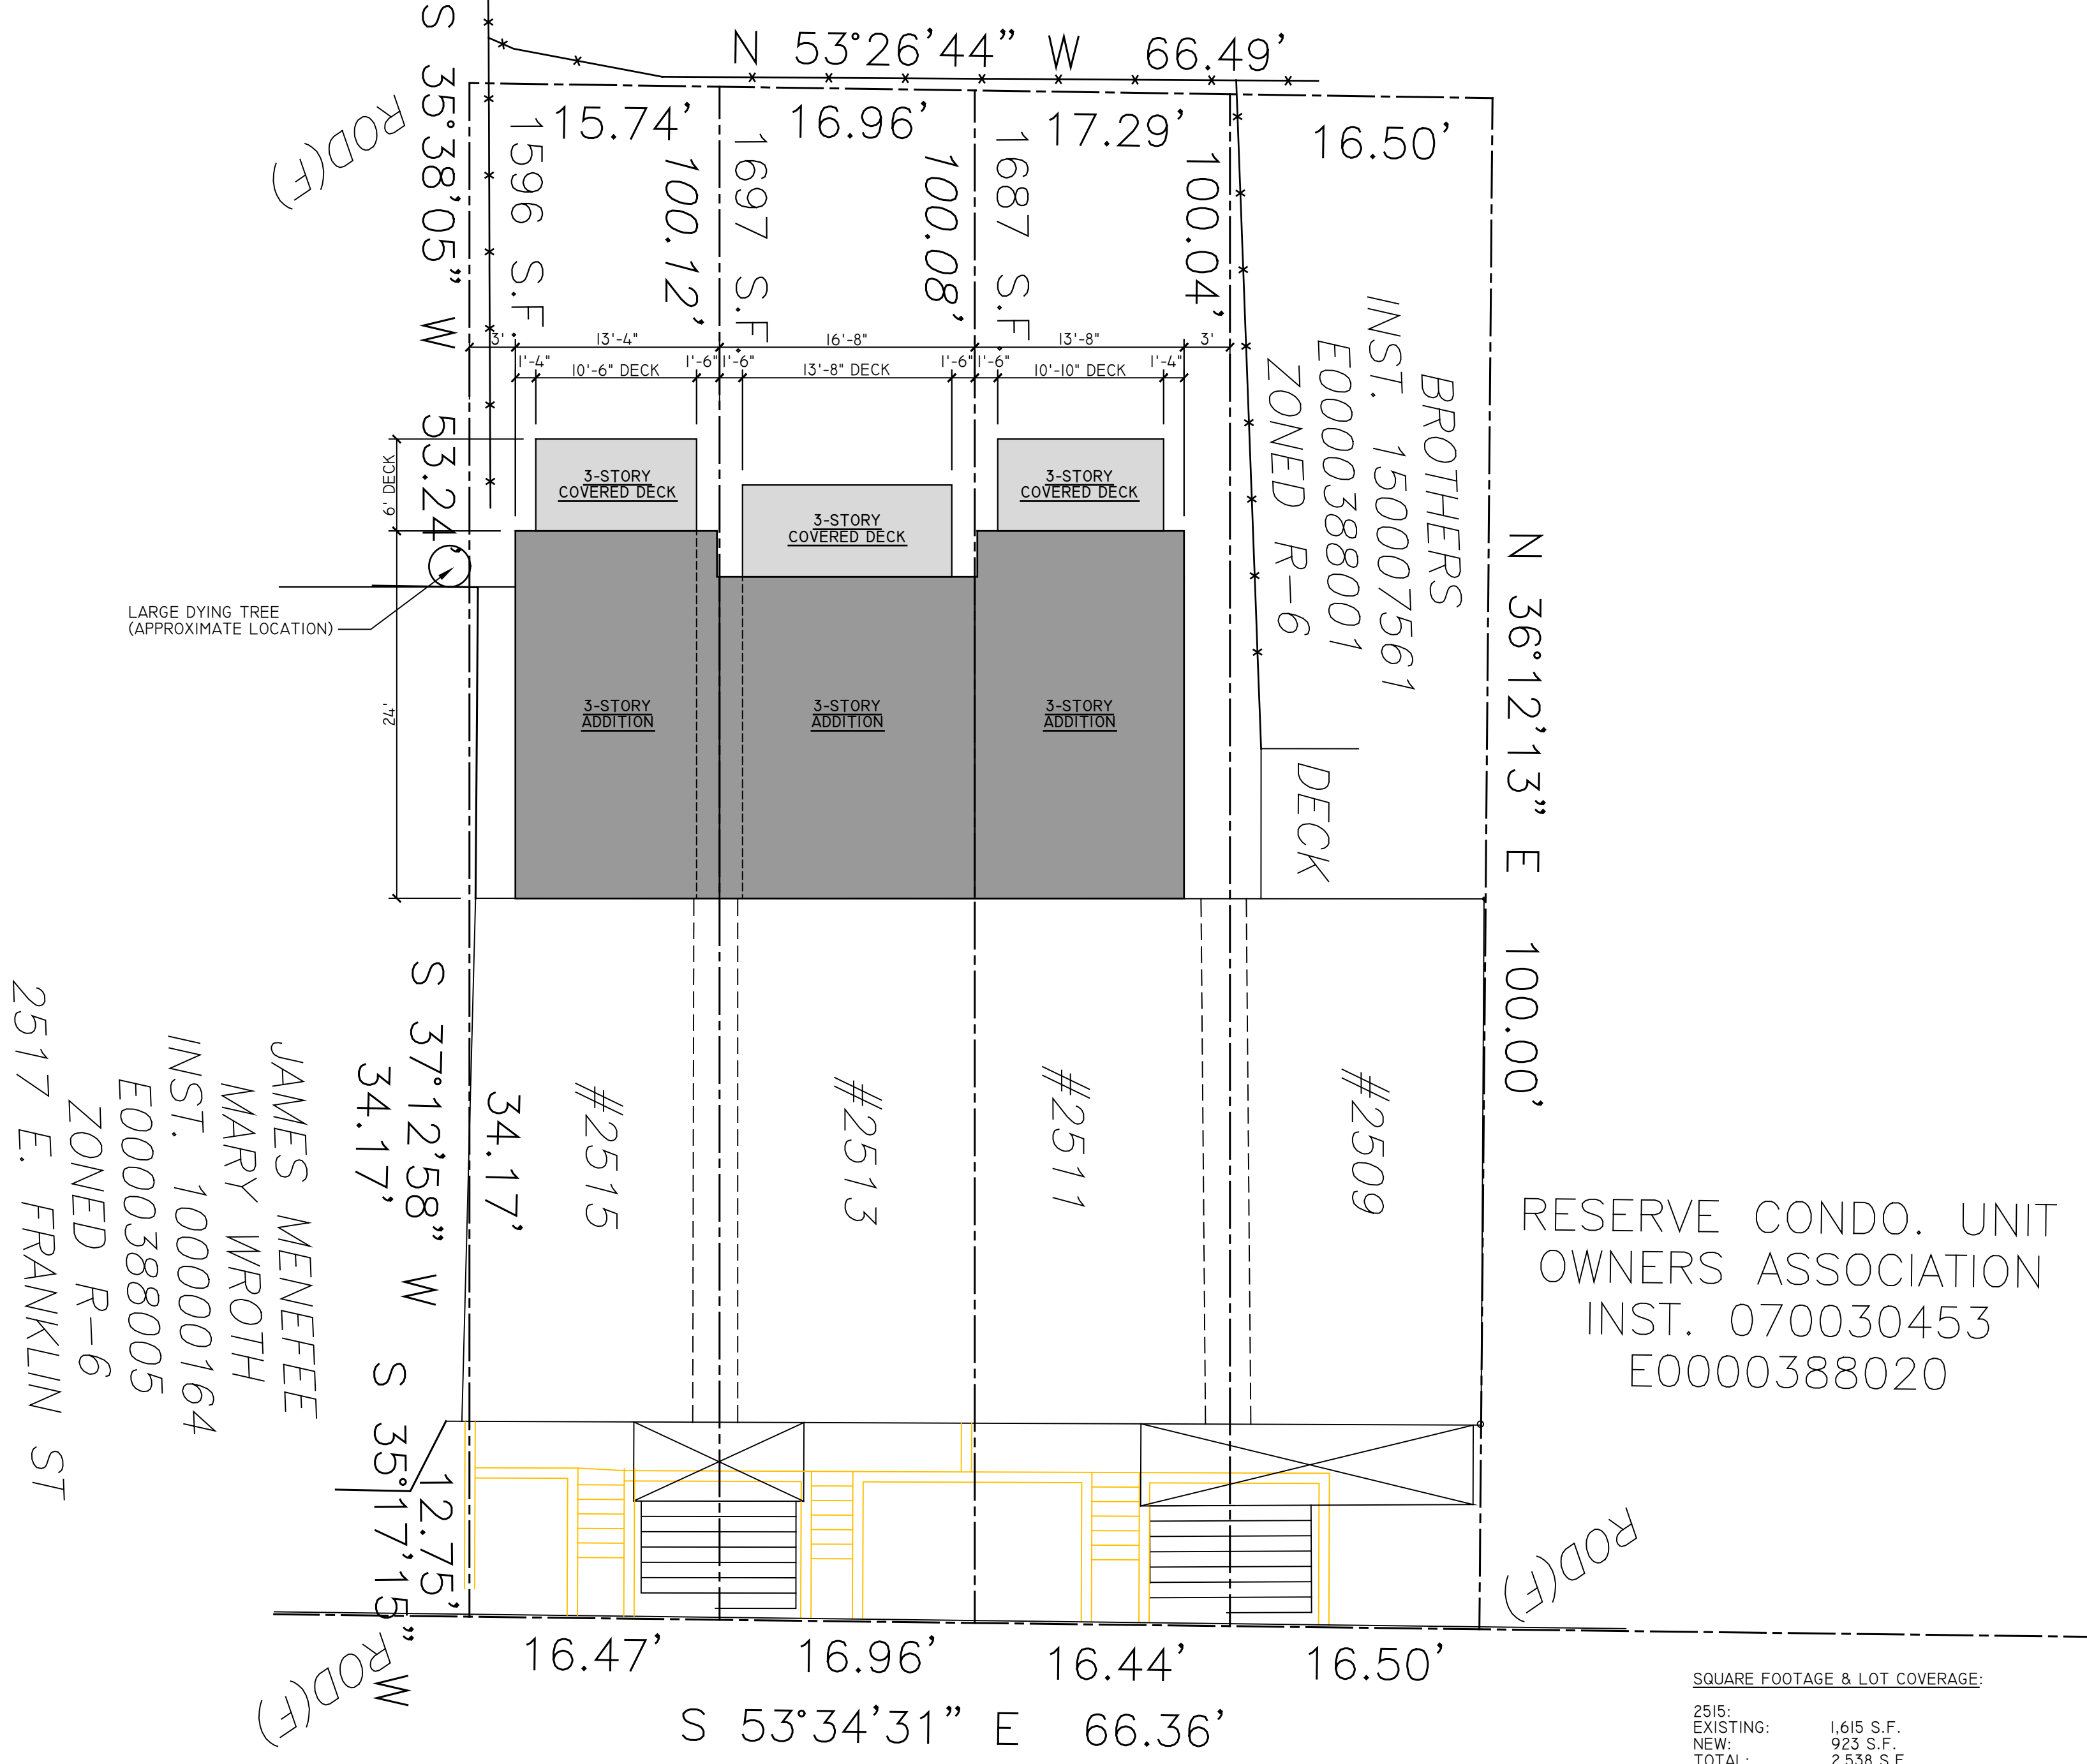 N 53°26'44" W 66.49'
15.74'
16.96'
17.29'
16.50'
ROD(F)
S 35°38'05" W 53.24'
1596 S.F.
100.12'
1697 S.F.
100.08'
1687 S.F.
100.04'
3'
13'-4"
16'-8"
13'-8"
3'
1'-4"
10'-6" DECK
1'-6"
1'-6"
13'-8" DECK
1'-6"
1'-6"
10'-10" DECK
1'-4"
BROTHERS
INST. 150007561
E0000388001
ZONED R-6
6' DECK
3-STORY
COVERED DECK
3-STORY
COVERED DECK
3-STORY
COVERED DECK
LARGE DYING TREE
(APPROXIMATE LOCATION)
24'
3-STORY
ADDITION
3-STORY
ADDITION
3-STORY
ADDITION
DECK
N 36°12'13" E 100.00'
S 37°12'58" W
34.17'
34.17'
#2515
#2513
#2511
#2509
JAMES MENEFEE
MARY WROTH
INST. 100000164
E0000388005
ZONED R-6
2517 E. FRANKLIN ST
RESERVE CONDO. UNIT
OWNERS ASSOCIATION
INST. 070030453
E0000388020
S 35°17'15" W
12.75'
ROD(F)
ROD(F)
16.47'
16.96'
16.44'
16.50'
S 53°34'31" E 66.36'
SQUARE FOOTAGE & LOT COVERAGE:
2515:
EXISTING: 1,615 S.F.
NEW: 923 S.F.
TOTAL: 2,538 S.F.